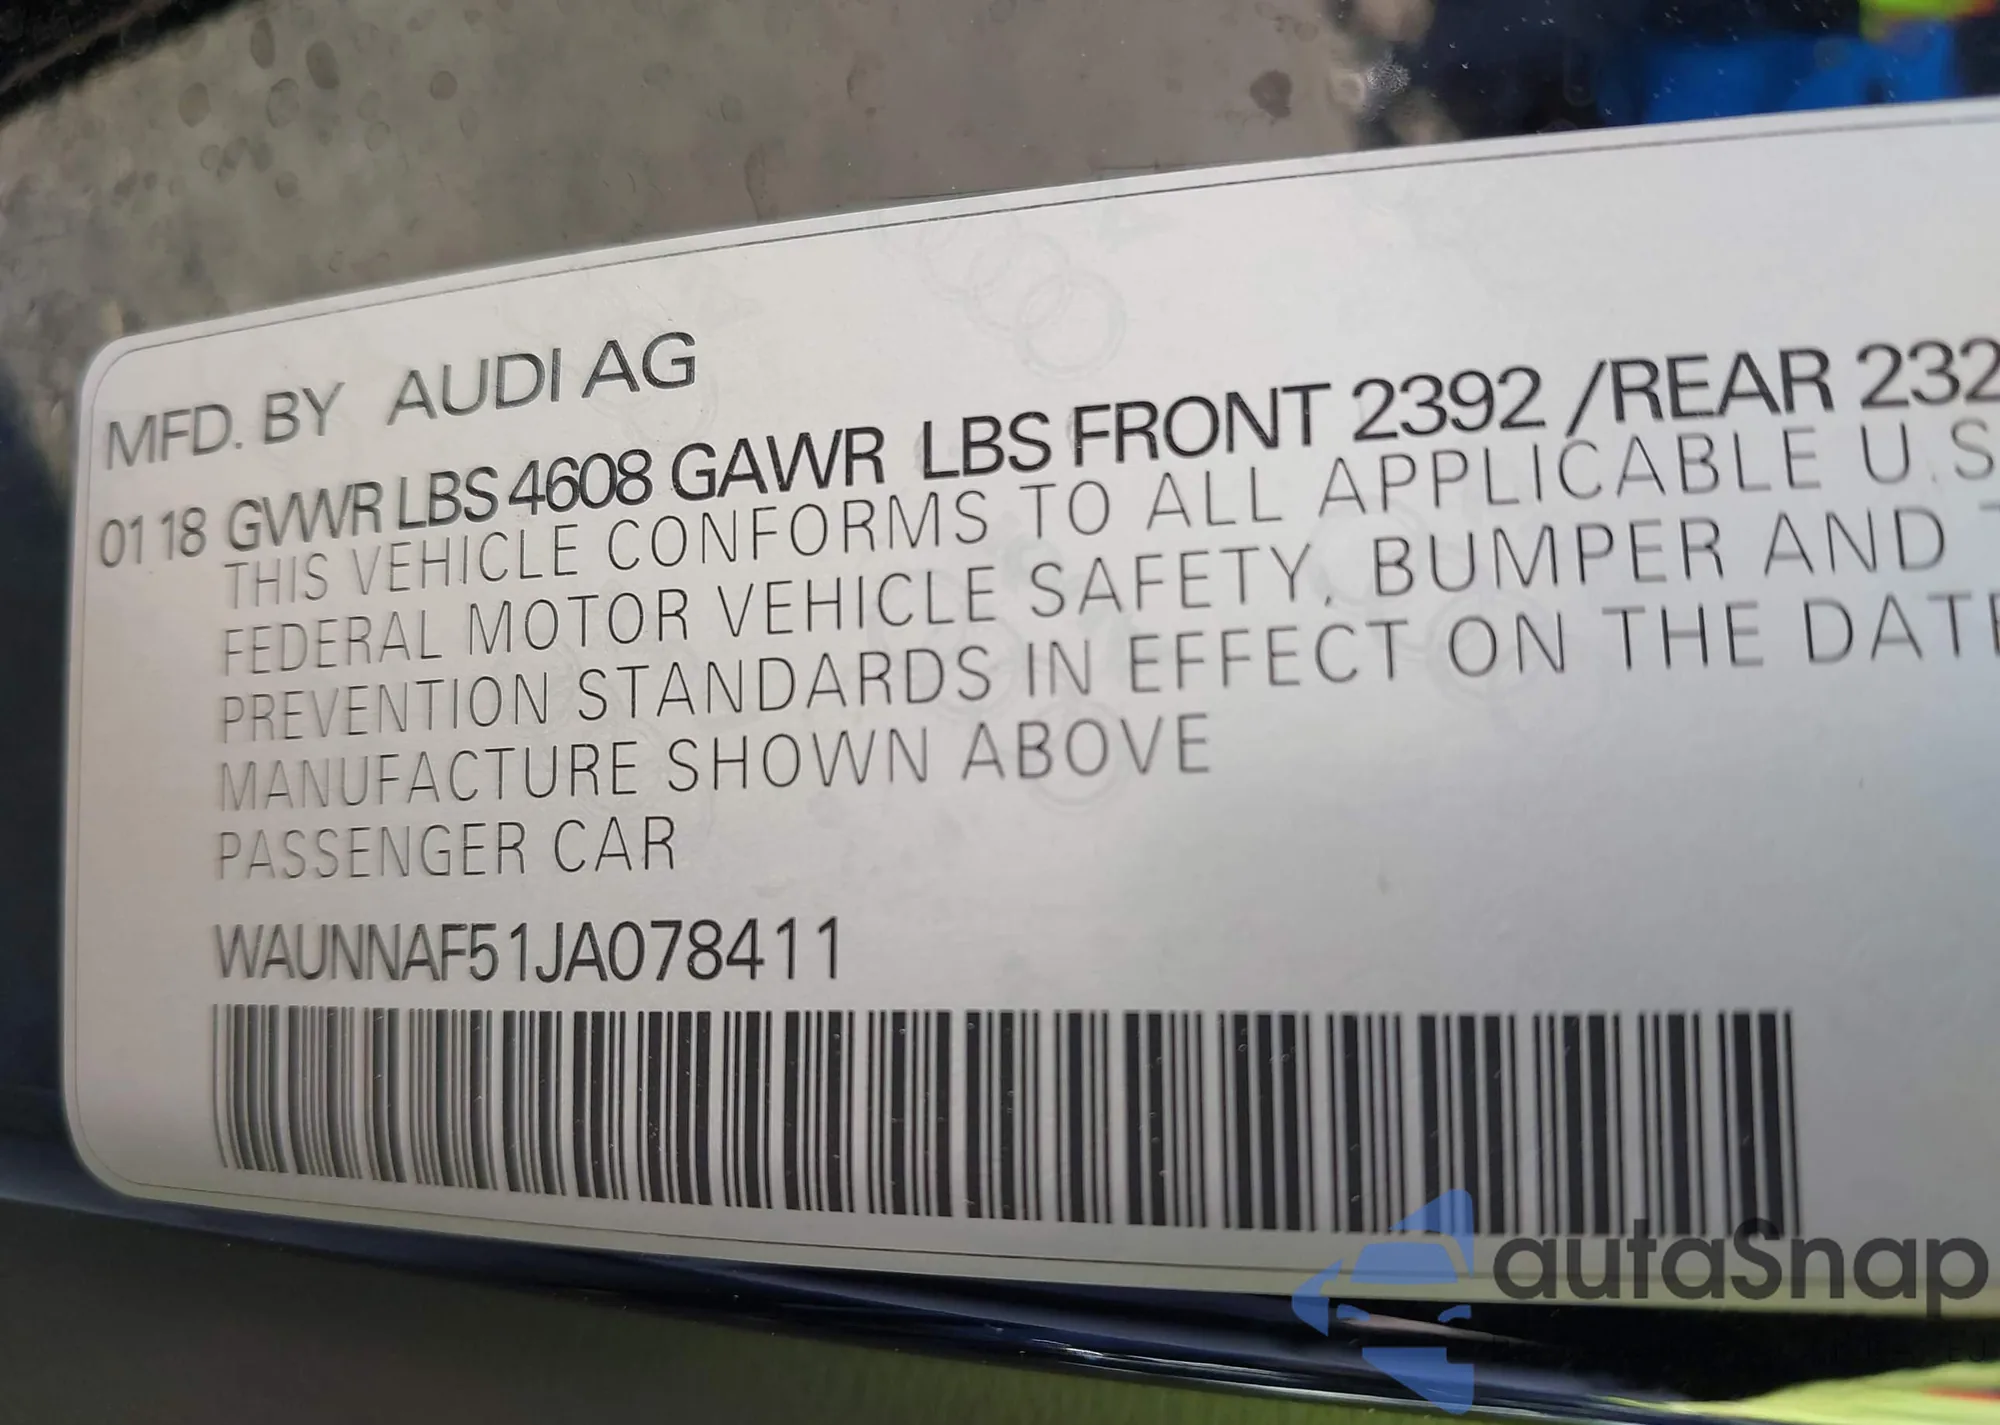 MFD. BY AUDI AG
01 18 GVWR LBS 4608 GAWR LBS FRONT 2392 /REAR 232
THIS VEHICLE CONFORMS TO ALL APPLICABLE U.S
FEDERAL MOTOR VEHICLE SAFETY, BUMPER AND T
PREVENTION STANDARDS IN EFFECT ON THE DATE
MANUFACTURE SHOWN ABOVE
PASSENGER CAR
WAUNNAF51JA078411
autaSnap